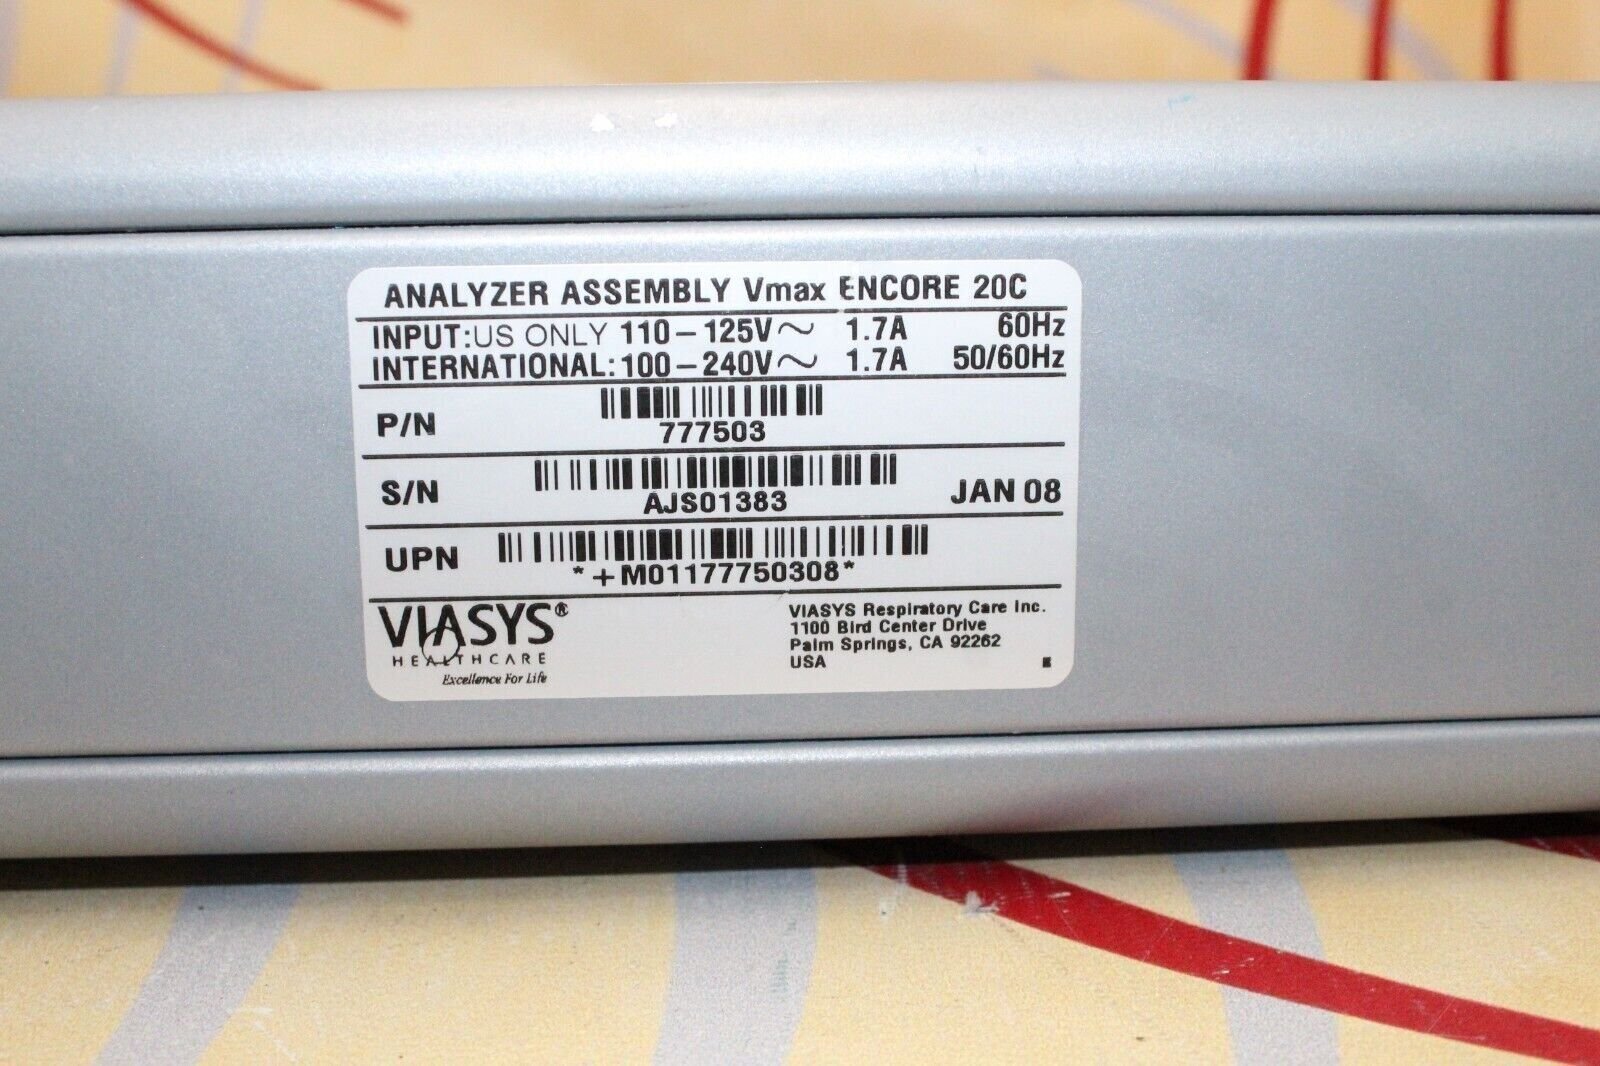 ANALYZER ASSEMBLY Vmax ENCORE 20C
INPUT:US ONLY 110-125V~ 1.7A 60Hz
INTERNATIONAL:100-240V~ 1.7A 50/60Hz
P/N
777503
S/N
AJS01383
JAN 08
UPN
*+M01177750308*
VIASYS®
HEALTHCARE
Excellence For Life
VIASYS Respiratory Care Inc.
1100 Bird Center Drive
Palm Springs, CA 92262
USA